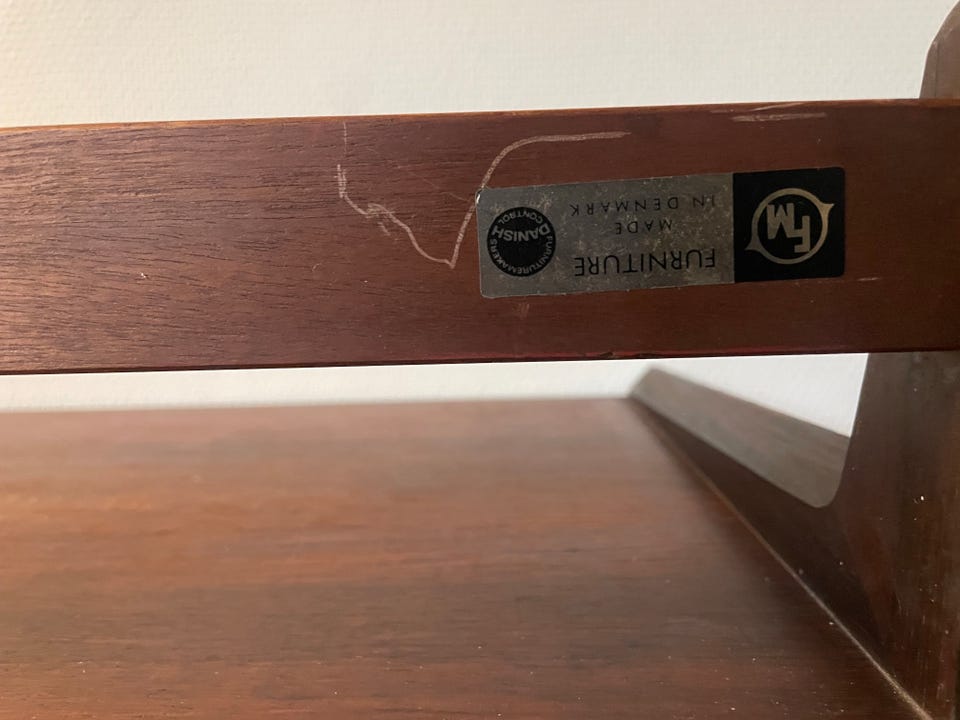 FM
FURNITURE
MADE
IN DENMARK
FURNITUREMAKERS
DANISH
CONTROL